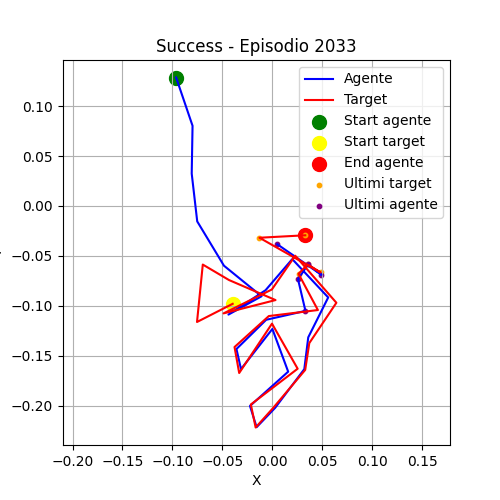 Success - Episodio 2033
Agente
Target
Start agente
Start target
End agente
Ultimi target
Ultimi agente
0.10
0.05
0.00
−0.05
−0.10
−0.15
−0.20
−0.20
−0.15
−0.10
−0.05
0.00
0.05
0.10
0.15
X